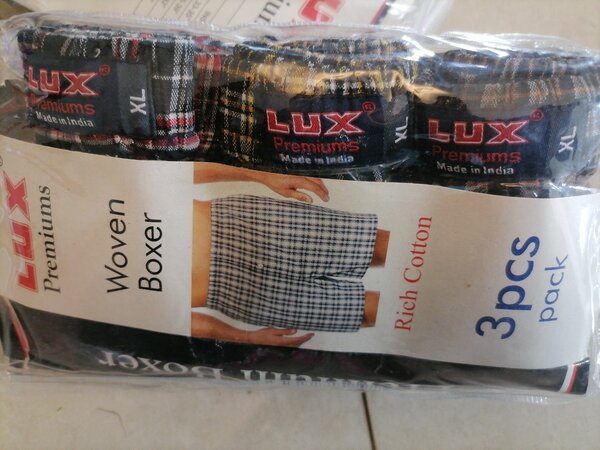 LUX
Premiums
Made in India
XL
LUX
Premiums
Made in India
XL
LUX
Premiums
Made in India
XL
LUX
Premiums
Woven
Boxer
Rich Cotton
3pcs
pack
Boxer